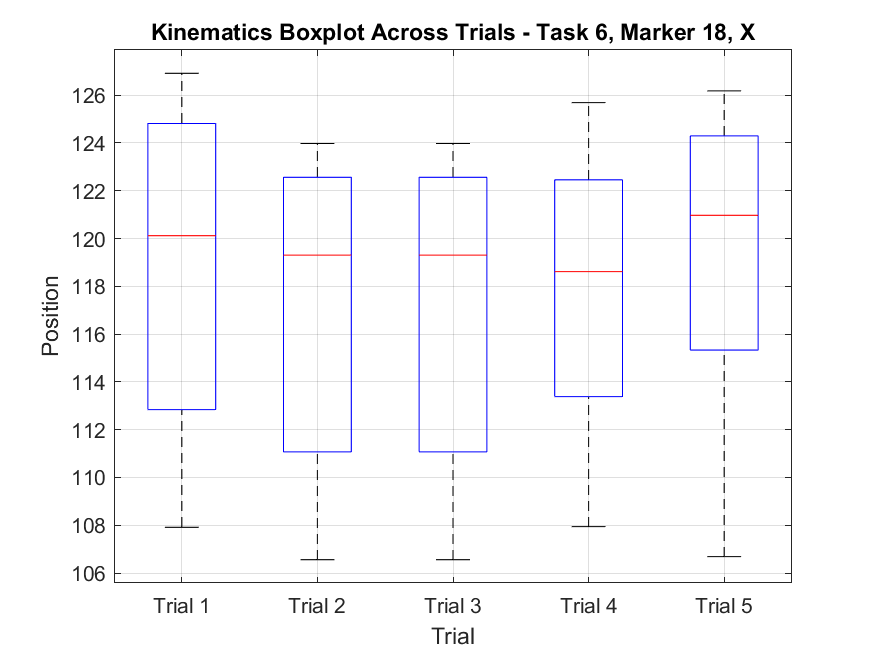 Kinematics Boxplot Across Trials - Task 6, Marker 18, X
126
124
122
120
118
116
114
112
110
108
106
Position
Trial 1 Trial 2 Trial 3 Trial 4 Trial 5
Trial